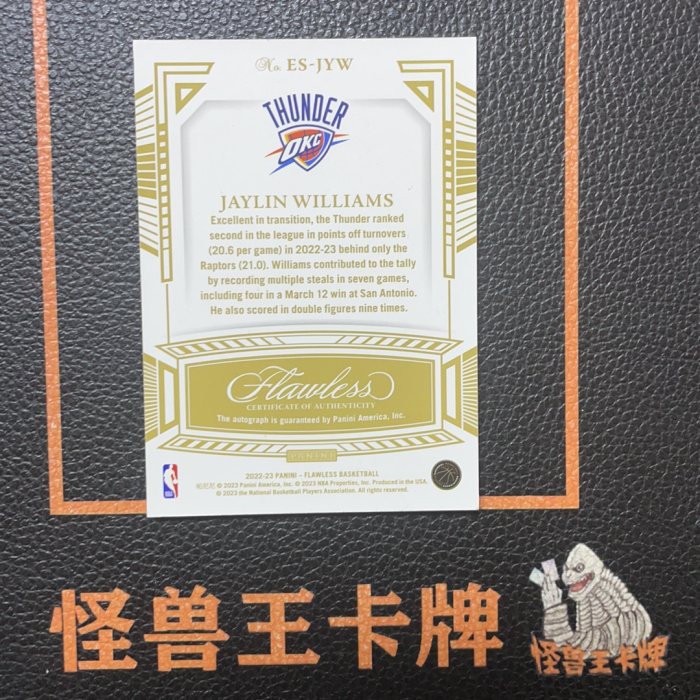 No. ES-JYW
THUNDER
OKC
JAYLIN WILLIAMS
Excellent in transition, the Thunder ranked
second in the league in points off turnovers
(20.6 per game) in 2022-23 behind only the
Raptors (21.0). Williams contributed to the tally
by recording multiple steals in seven games,
including four in a March 12 win at San Antonio.
He also scored in double figures nine times.
Flawless
CERTIFICATE OF AUTHENTICITY
The autograph is guaranteed by Panini America, Inc.
PANINI
2022-23 PANINI – FLAWLESS BASKETBALL
© 2023 Panini America, Inc. © 2023 NBA Properties, Inc. Produced in the USA.
© 2023 the National Basketball Players Association. All rights reserved.
怪兽王卡牌
怪兽王卡牌